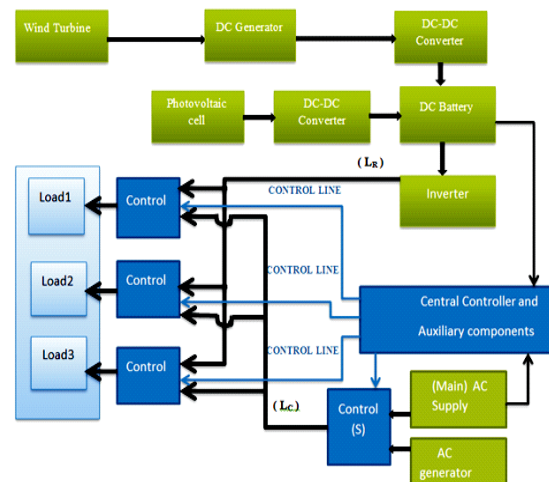 Wind Turbine
DC Generator
DC-DC
Converter
Photovoltaic
cell
DC-DC
Converter
DC Battery
(LR)
Inverter
CONTROL LINE
Load1
Control
CONTROL LINE
Load2
Control
Central Controller and
Auxiliary components
CONTROL LINE
Load3
Control
(LC)
Control
(S)
(Main) AC
Supply
AC
generator